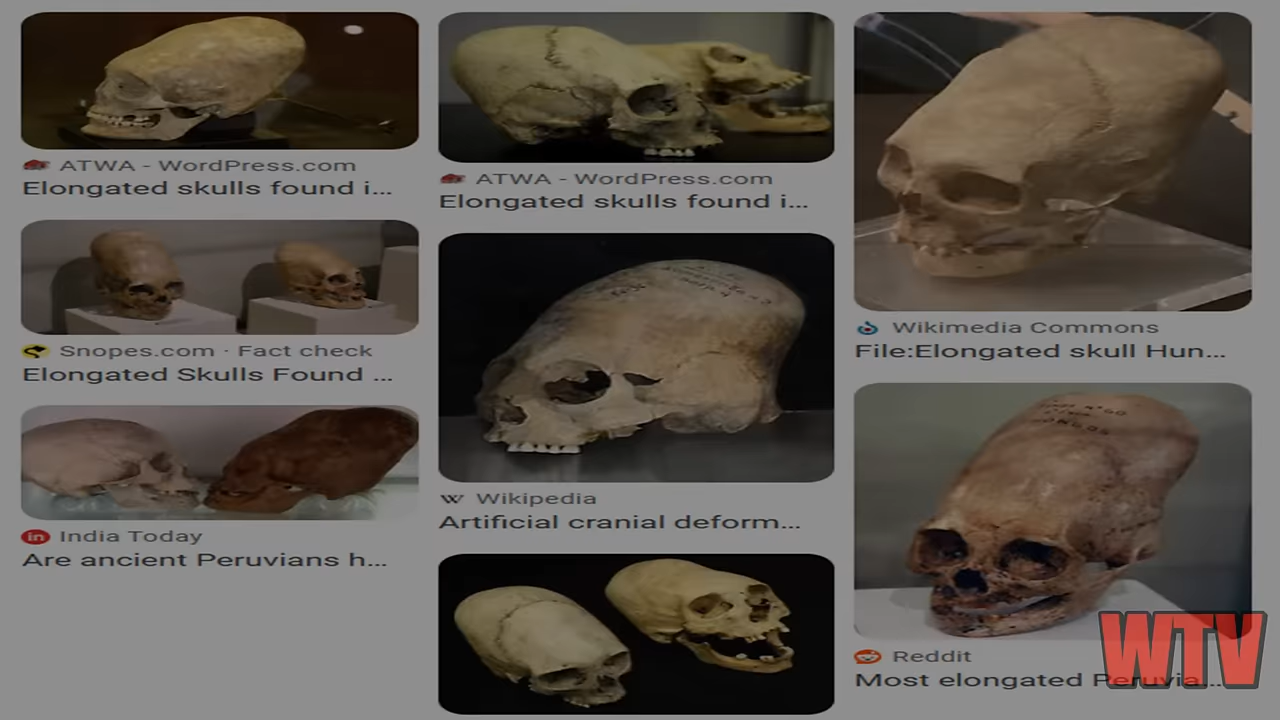 ATWA - WordPress.com
Elongated skulls found i...
Snopes.com · Fact check
Elongated Skulls Found ...
in India Today
Are ancient Peruvians h...
ATWA - WordPress.com
Elongated skulls found i...
W Wikipedia
Artificial cranial deform...
Wikimedia Commons
File:Elongated skull Hun...
Reddit
Most elongated Peruvia...
WTV